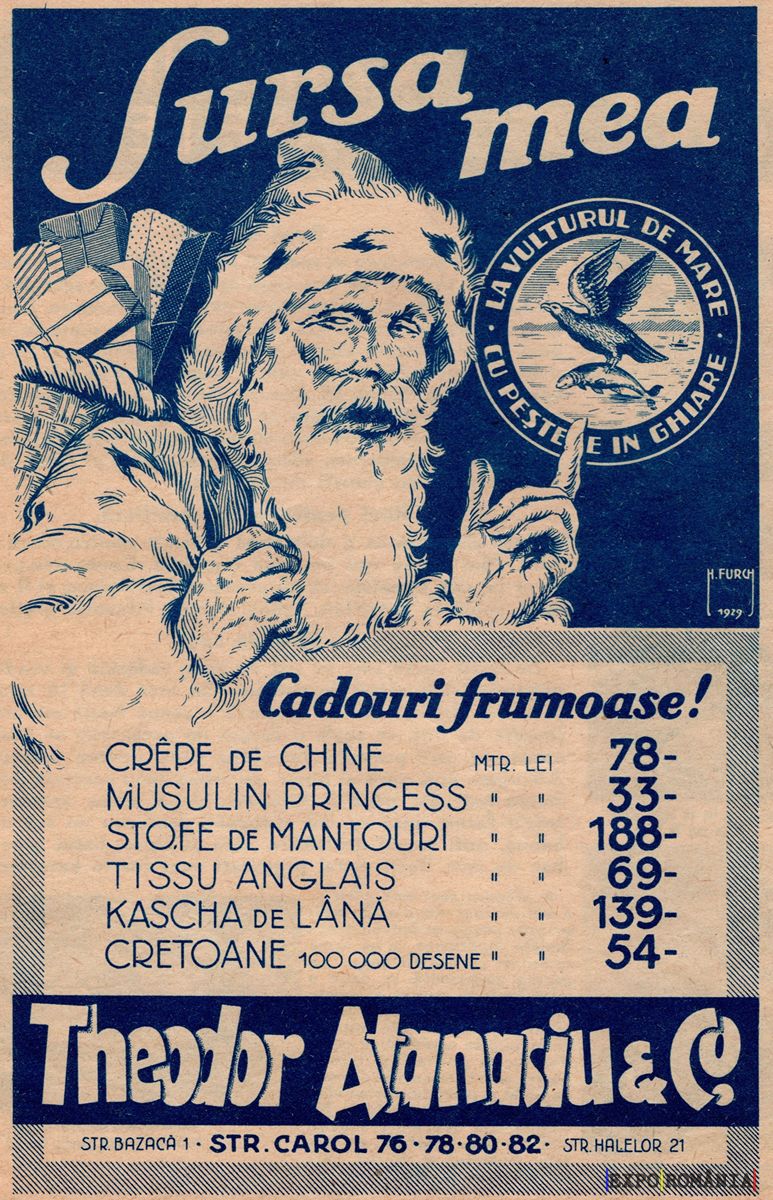 Sursa
mea
LA VULTURUL DE MARE
CU PEȘTELE IN GHIARE
H. FURCH
1929
Cadouri frumoase!
CRÊPE DE CHINE MTR. LEI 78-
MUSULIN PRINCESS " " 33-
STOFE DE MANTOURI " " 188-
TISSU ANGLAIS " " 69-
KASCHA DE LÂNĂ " " 139-
CRETOANE 100 000 DESENE " " 54-
Theodor Atanasiu & Co
STR. BAZACĂ 1 · STR. CAROL 76 · 78 · 80 · 82 · STR. HALELOR 21
EXPO ROMÂNIA